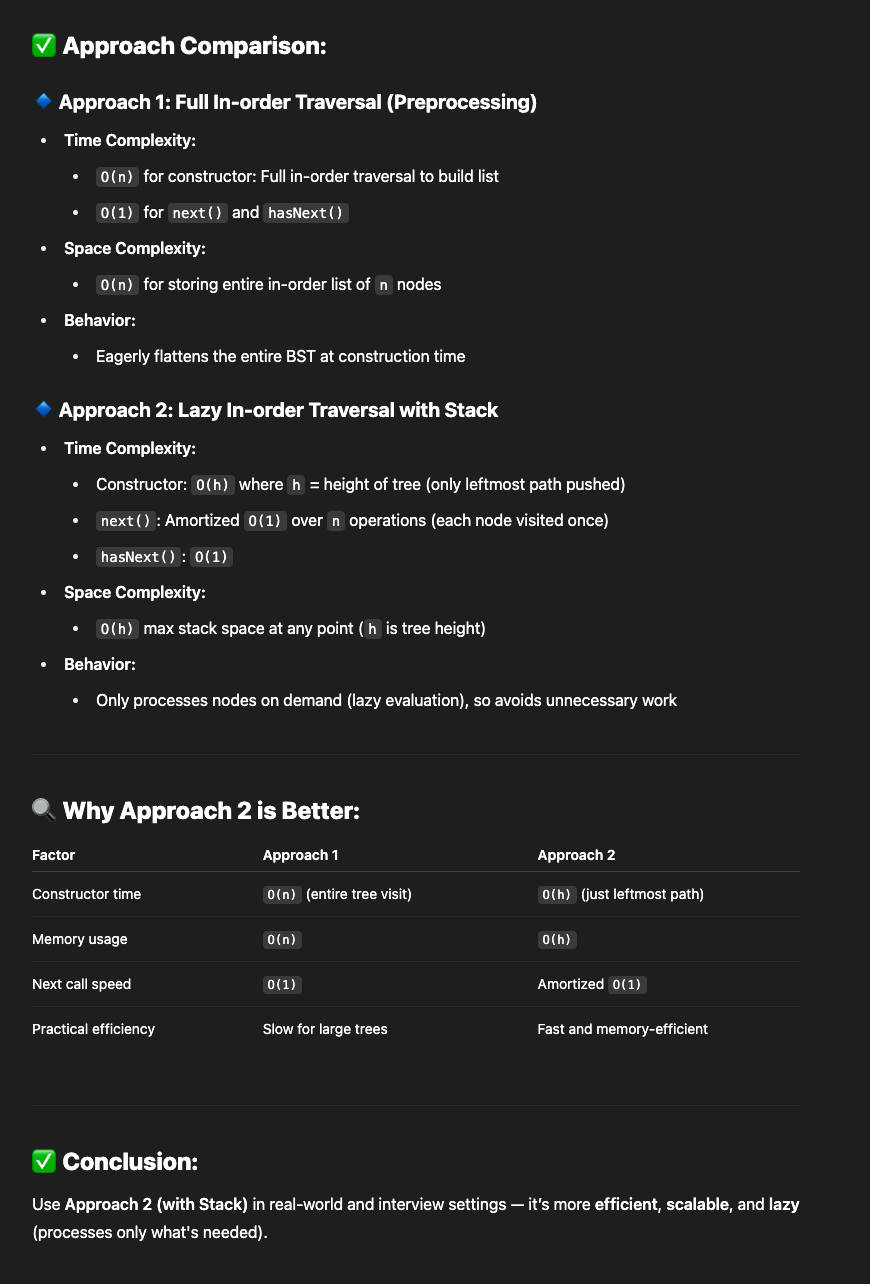 ✅ Approach Comparison:
🔹 Approach 1: Full In-order Traversal (Preprocessing)
• Time Complexity:
• O(n) for constructor: Full in-order traversal to build list
• O(1) for next() and hasNext()
• Space Complexity:
• O(n) for storing entire in-order list of n nodes
• Behavior:
• Eagerly flattens the entire BST at construction time
🔹 Approach 2: Lazy In-order Traversal with Stack
• Time Complexity:
• Constructor: O(h) where h = height of tree (only leftmost path pushed)
• next(): Amortized O(1) over n operations (each node visited once)
• hasNext(): O(1)
• Space Complexity:
• O(h) max stack space at any point (h is tree height)
• Behavior:
• Only processes nodes on demand (lazy evaluation), so avoids unnecessary work
🔍 Why Approach 2 is Better:
Factor Approach 1 Approach 2
Constructor time O(n) (entire tree visit) O(h) (just leftmost path)
Memory usage O(n) O(h)
Next call speed O(1) Amortized O(1)
Practical efficiency Slow for large trees Fast and memory-efficient
✅ Conclusion:
Use Approach 2 (with Stack) in real-world and interview settings — it’s more efficient, scalable, and lazy
(processes only what's needed).